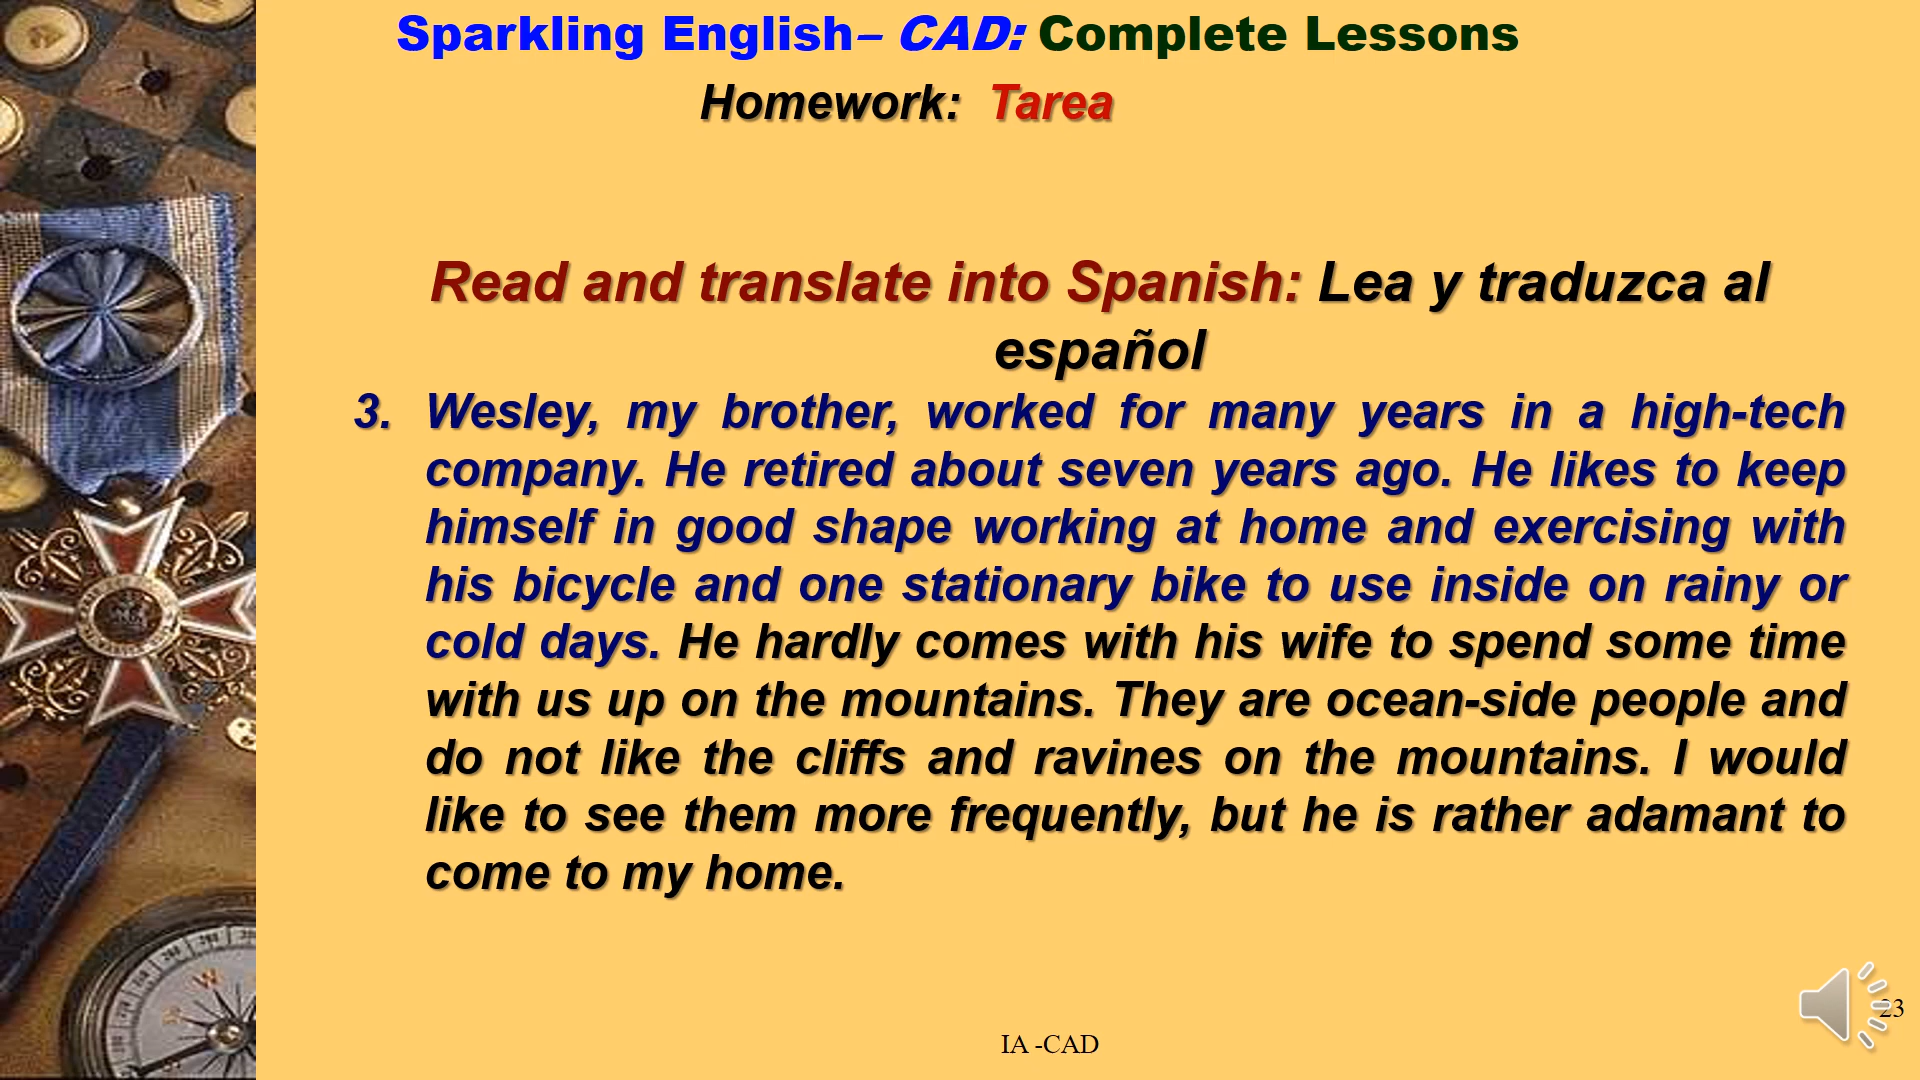 Sparkling English– CAD: Complete Lessons
Homework: Tarea
Read and translate into Spanish: Lea y traduzca al
español
3. Wesley, my brother, worked for many years in a high-tech
company. He retired about seven years ago. He likes to keep
himself in good shape working at home and exercising with
his bicycle and one stationary bike to use inside on rainy or
cold days. He hardly comes with his wife to spend some time
with us up on the mountains. They are ocean-side people and
do not like the cliffs and ravines on the mountains. I would
like to see them more frequently, but he is rather adamant to
come to my home.
23
IA -CAD